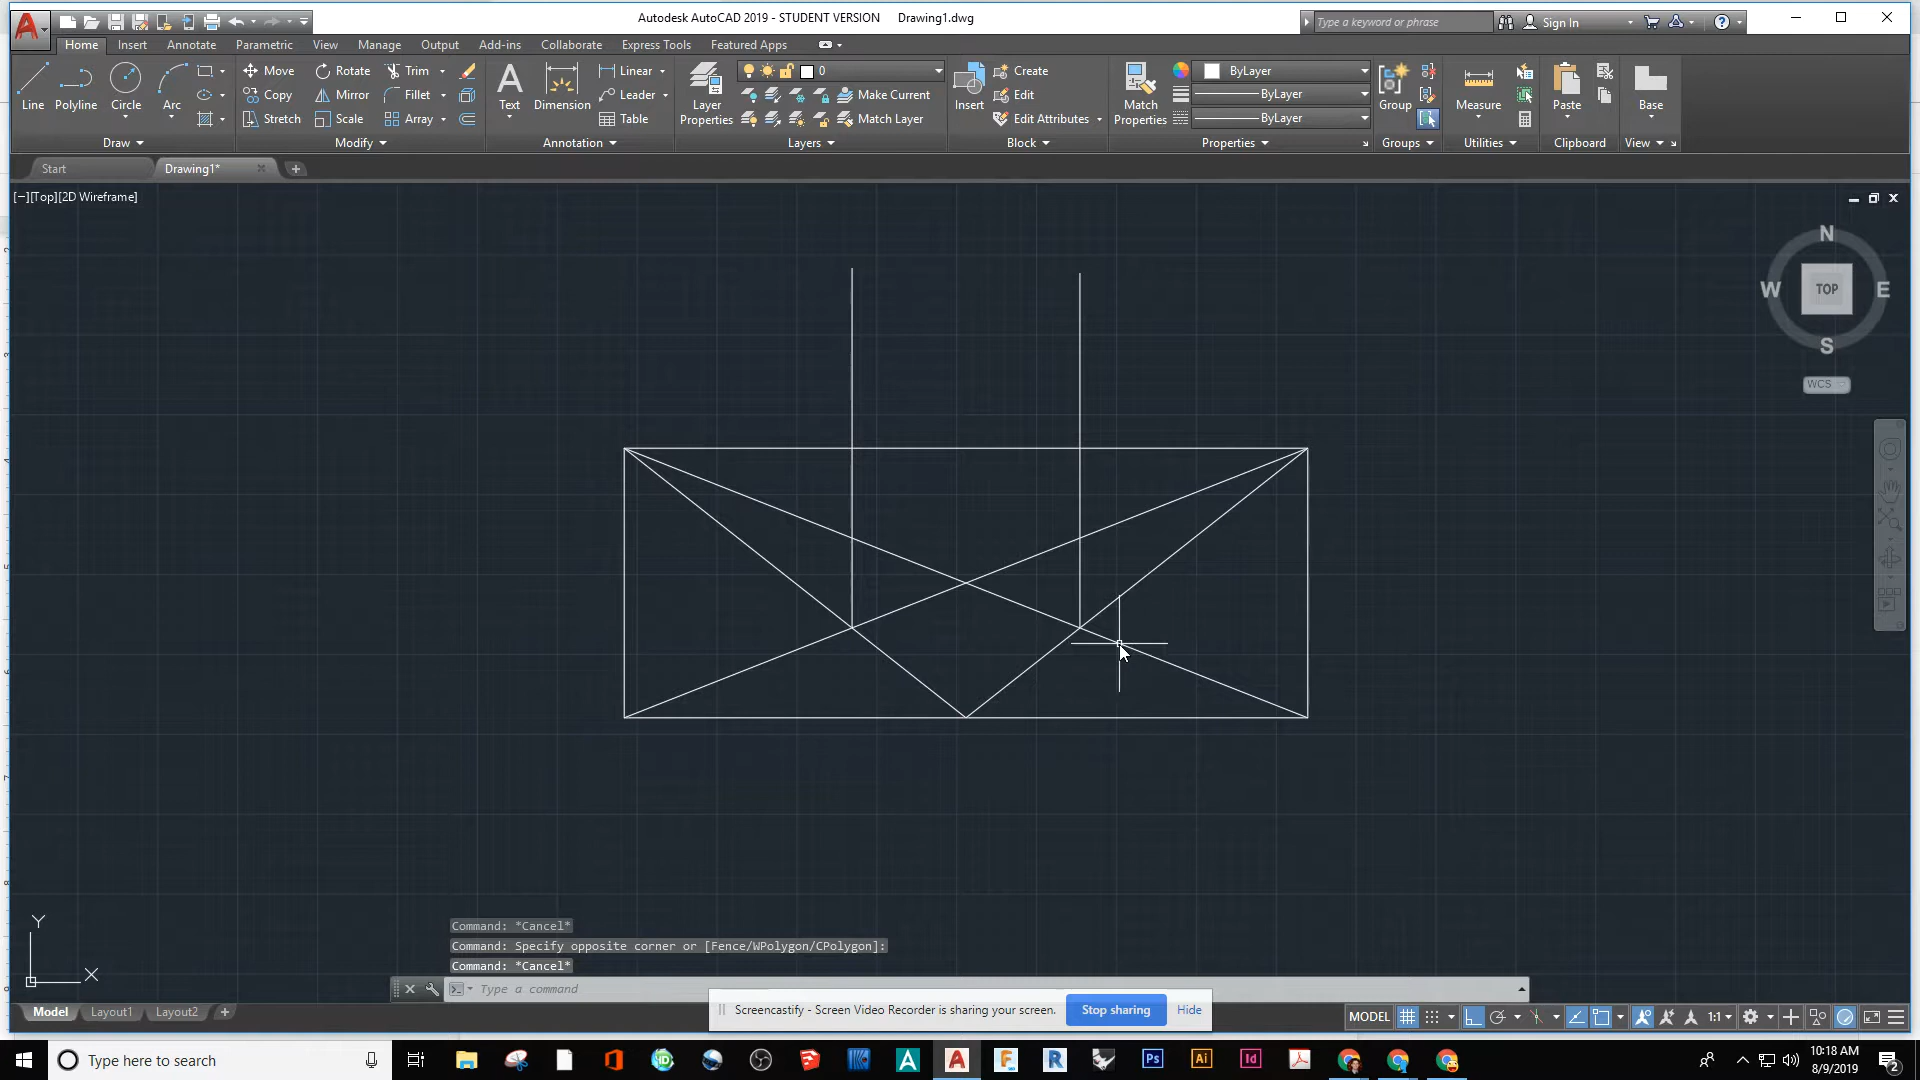 Autodesk AutoCAD 2019 - STUDENT VERSION Drawing1.dwg
Type a keyword or phrase
Sign In
Home Insert Annotate Parametric View Manage Output Add-ins Collaborate Express Tools Featured Apps
Line Polyline Circle Arc
Move Rotate Trim
Copy Mirror Fillet
Stretch Scale Array
Text Dimension
Linear
Leader
Table
Layer Properties
0
Make Current
Match Layer
Insert
Create
Edit
Edit Attributes
Match Properties
ByLayer
ByLayer
ByLayer
Group
Measure
Paste
Base
Draw Modify Annotation Layers Block Properties Groups Utilities Clipboard View
Start Drawing1*
[−][Top][2D Wireframe]
N
W TOP E
S
WCS
Y
X
Command: *Cancel*
Command: Specify opposite corner or [Fence/WPolygon/CPolygon]:
Command: *Cancel*
Type a command
Model Layout1 Layout2
Screencastify - Screen Video Recorder is sharing your screen. Stop sharing Hide
MODEL 1:1
Type here to search
Ps Ai Id
10:18 AM
8/9/2019
2